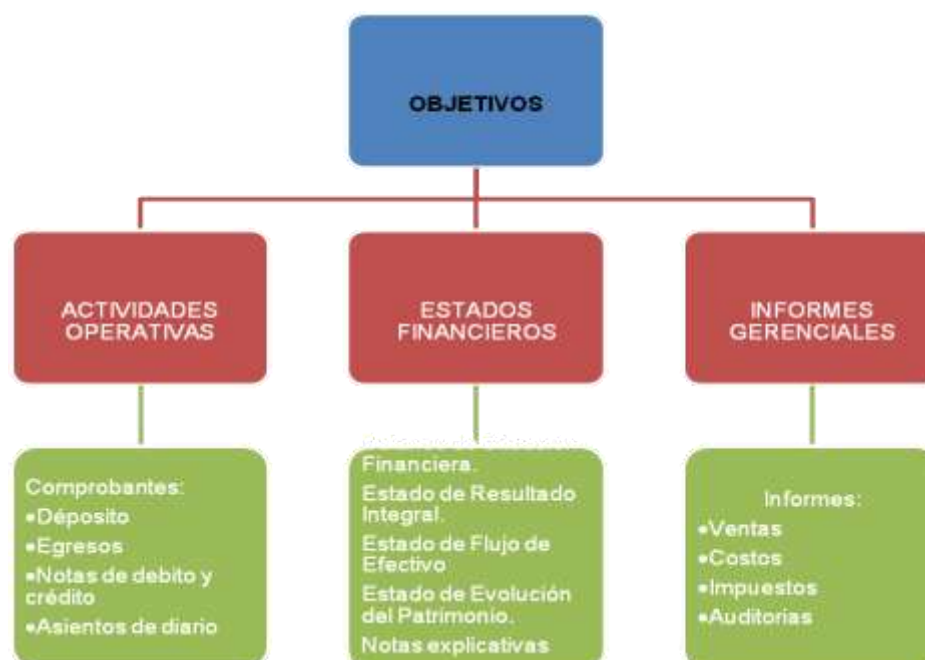 OBJETIVOS
ACTIVIDADES
OPERATIVAS
ESTADOS
FINANCIEROS
INFORMES
GERENCIALES
Comprobantes:
•Déposito
•Egresos
•Notas de debito y
crédito
•Asientos de diario
Financiera.
Estado de Resultado
Integral.
Estado de Flujo de
Efectivo
Estado de Evolución
del Patrimonio.
Notas explicativas
Informes:
•Ventas
•Costos
•Impuestos
•Auditorías